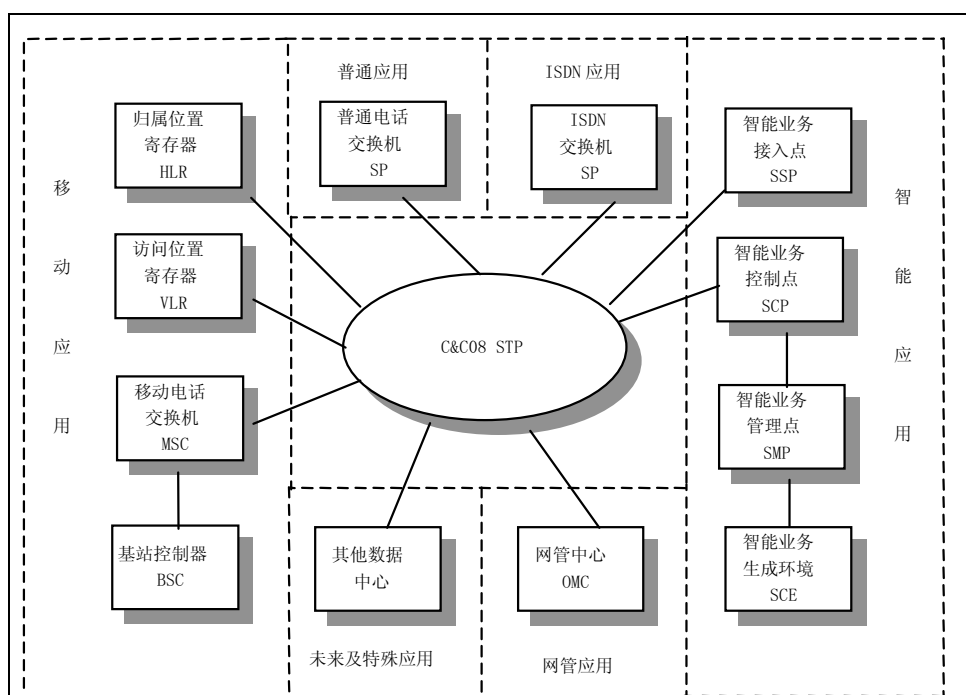 普通应用
ISDN 应用
归属位置
寄存器
HLR
普通电话
交换机
SP
ISDN
交换机
SP
智能业务
接入点
SSP
移
动
应
用
访问位置
寄存器
VLR
C&C08 STP
智能业务
控制点
SCP
智
能
应
用
移动电话
交换机
MSC
智能业务
管理点
SMP
基站控制器
BSC
其他数据
中心
网管中心
OMC
智能业务
生成环境
SCE
未来及特殊应用
网管应用